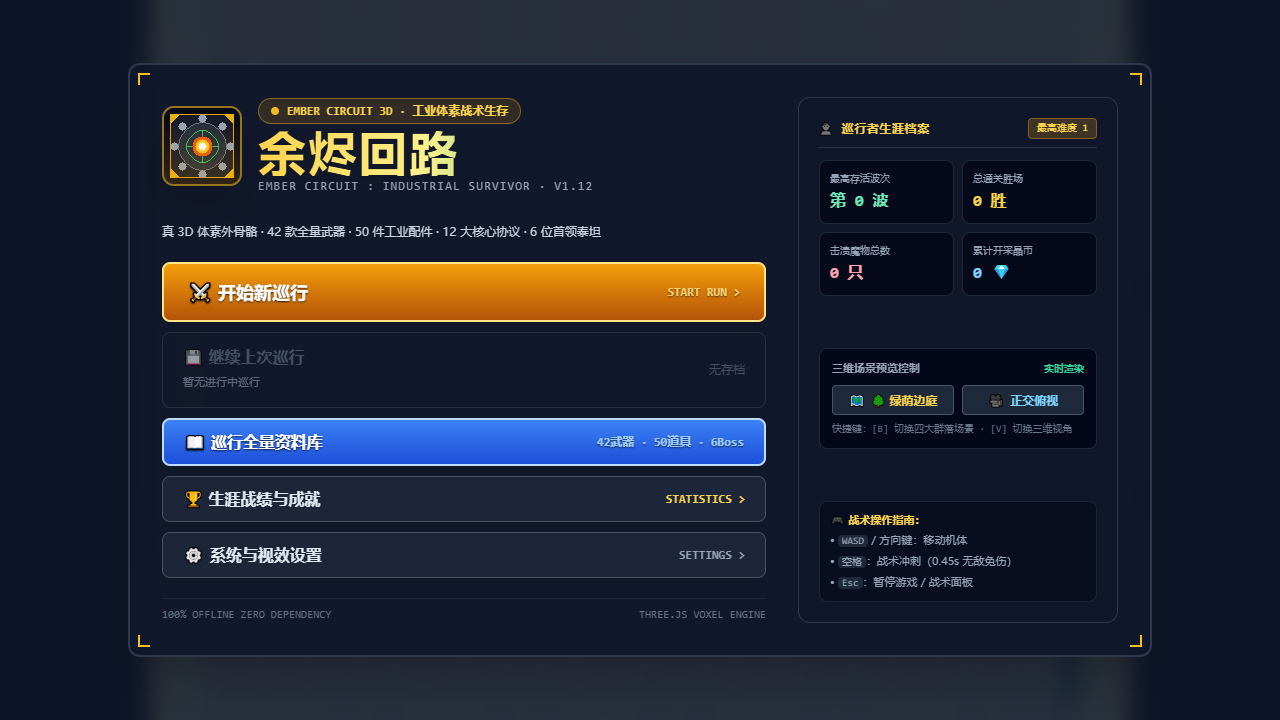 EMBER CIRCUIT 3D · 工业体素战术生存
余烬回路
EMBER CIRCUIT : INDUSTRIAL SURVIVOR · V1.12
真 3D 体素外骨骼 · 42 款全量武器 · 50 件工业配件 · 12 大核心协议 · 6 位首领泰坦
开始新巡行
START RUN >
继续上次巡行
暂无进行中巡行
无存档
巡行全量资料库
42武器 · 50道具 · 6Boss
生涯战绩与成就
STATISTICS >
系统与视效设置
SETTINGS >
100% OFFLINE ZERO DEPENDENCY
THREE.JS VOXEL ENGINE
巡行者生涯档案
最高难度 1
最高存活波次
第 0 波
总通关胜场
0 胜
击溃魔物总数
0 只
累计开采晶币
0
三维场景预览控制
实时渲染
绿荫边庭
正交俯视
快捷键: [B] 切换四大群落场景 · [V] 切换三维视角
战术操作指南:
• WASD / 方向键: 移动机体
• 空格: 战术冲刺 (0.45s 无敌免伤)
• Esc: 暂停游戏 / 战术面板